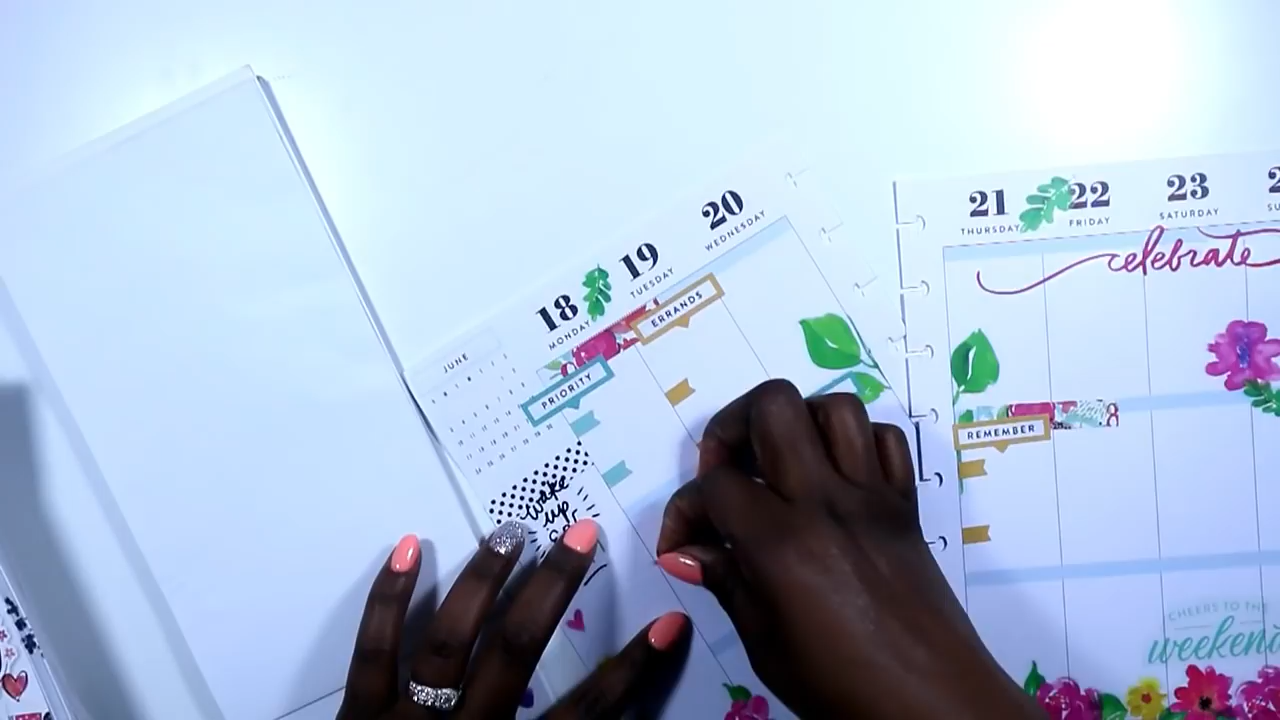 JUNE
18
MONDAY
19
TUESDAY
20
WEDNESDAY
PRIORITY
ERRANDS
wake
up
21
THURSDAY
22
FRIDAY
23
SATURDAY
celebrate
REMEMBER
CHEERS TO THE
weekend